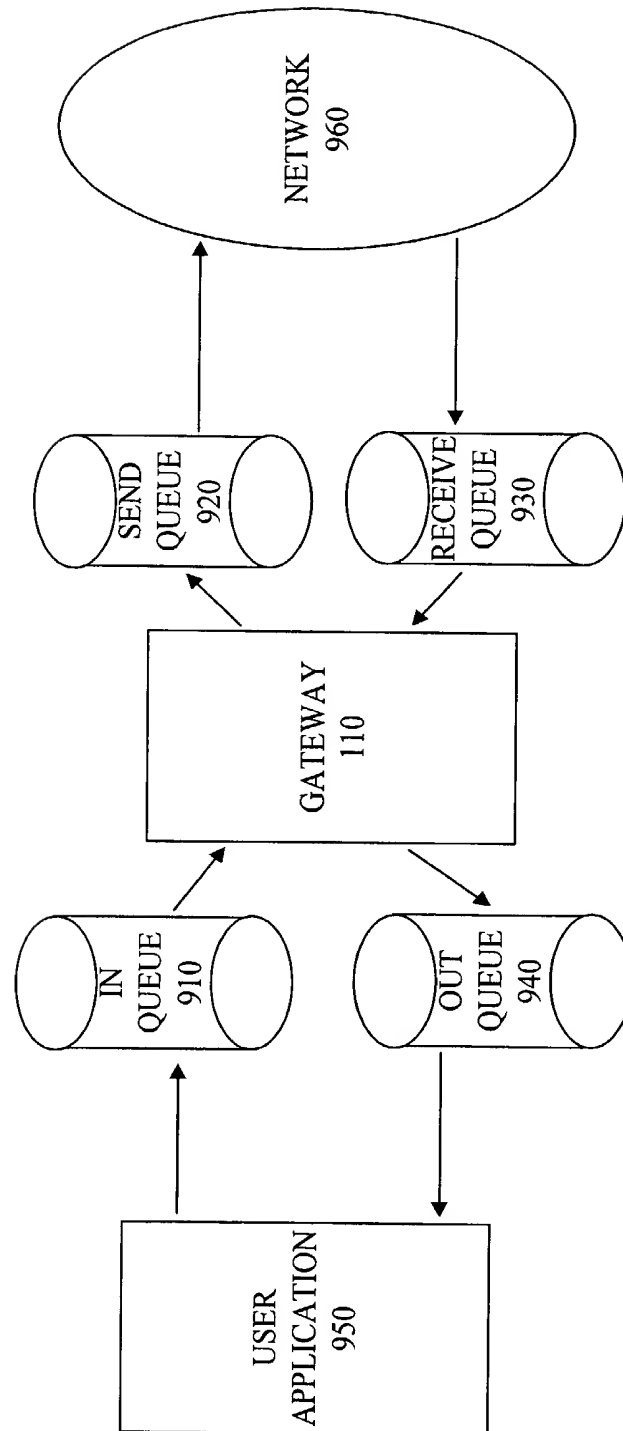 USER
APPLICATION
950
IN
QUEUE
910
OUT
QUEUE
940
GATEWAY
110
SEND
QUEUE
920
RECEIVE
QUEUE
930
NETWORK
960